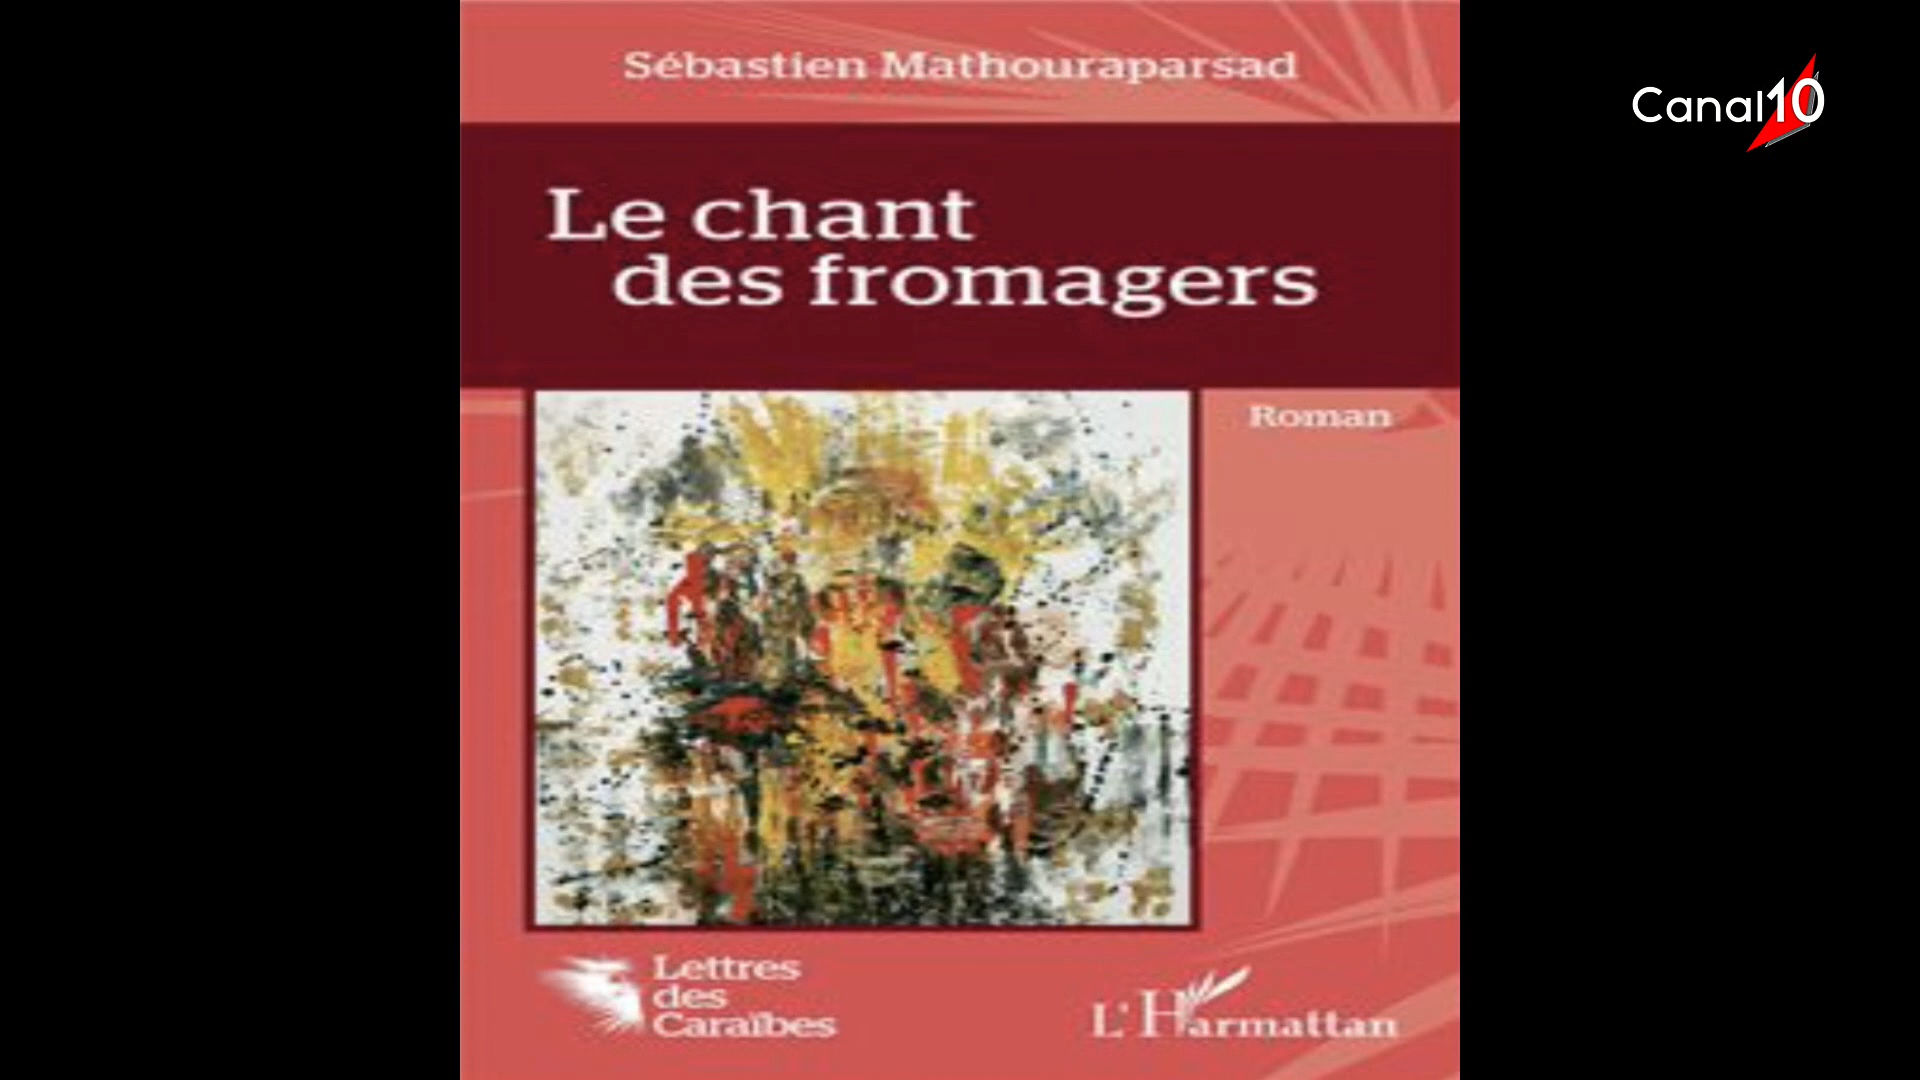 Sébastien Mathouraparsad
Canal10
Le chant
des fromagers
Roman
Lettres
des
Caraïbes
L'Harmattan